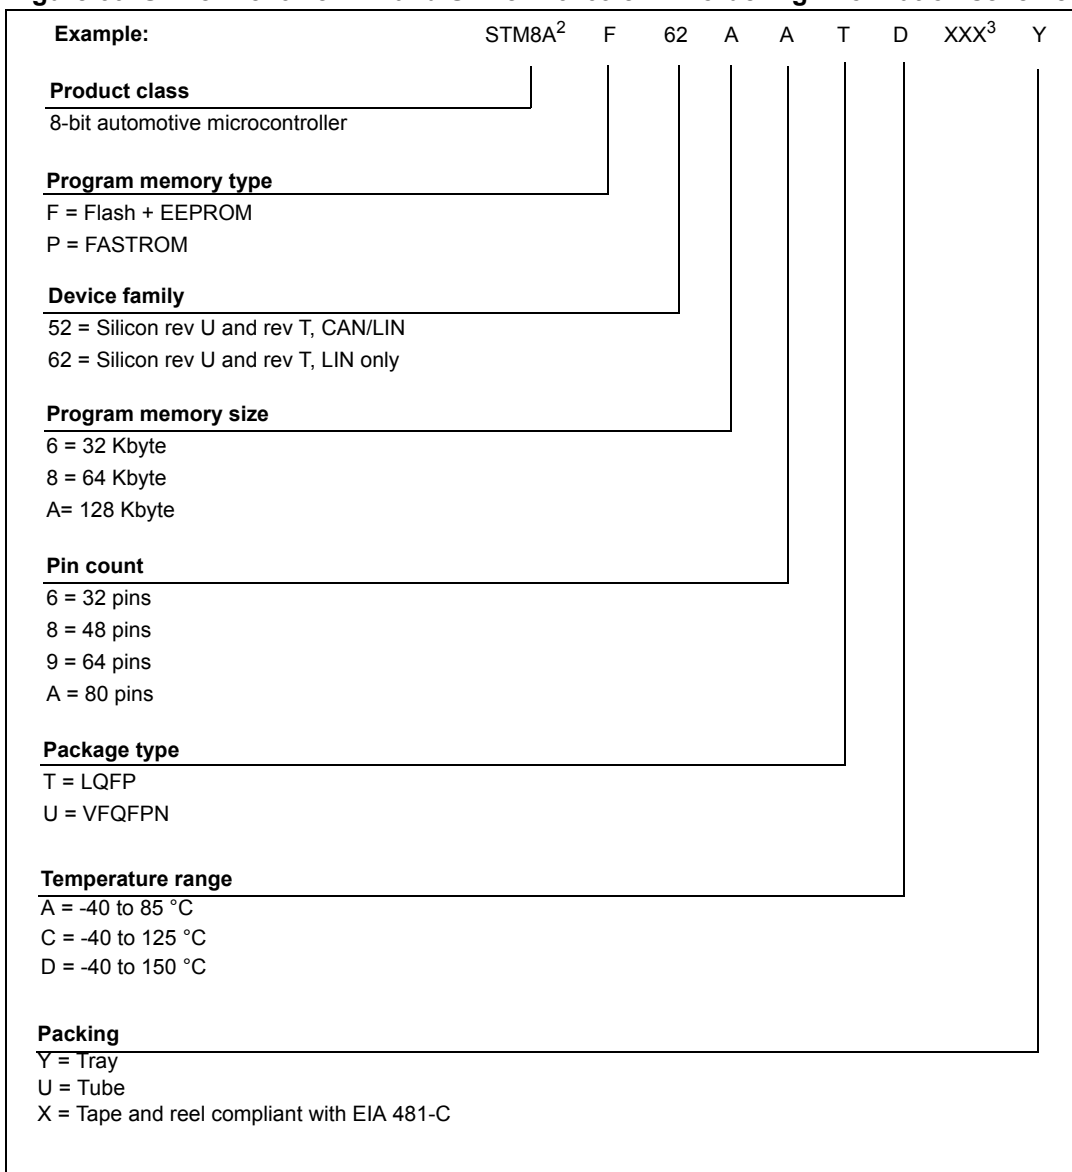 Example: STM8A2 F 62 A A T D XXX3 Y
Product class
8-bit automotive microcontroller
Program memory type
F = Flash + EEPROM
P = FASTROM
Device family
52 = Silicon rev U and rev T, CAN/LIN
62 = Silicon rev U and rev T, LIN only
Program memory size
6 = 32 Kbyte
8 = 64 Kbyte
A= 128 Kbyte
Pin count
6 = 32 pins
8 = 48 pins
9 = 64 pins
A = 80 pins
Package type
T = LQFP
U = VFQFPN
Temperature range
A = -40 to 85 °C
C = -40 to 125 °C
D = -40 to 150 °C
Packing
Y = Tray
U = Tube
X = Tape and reel compliant with EIA 481-C